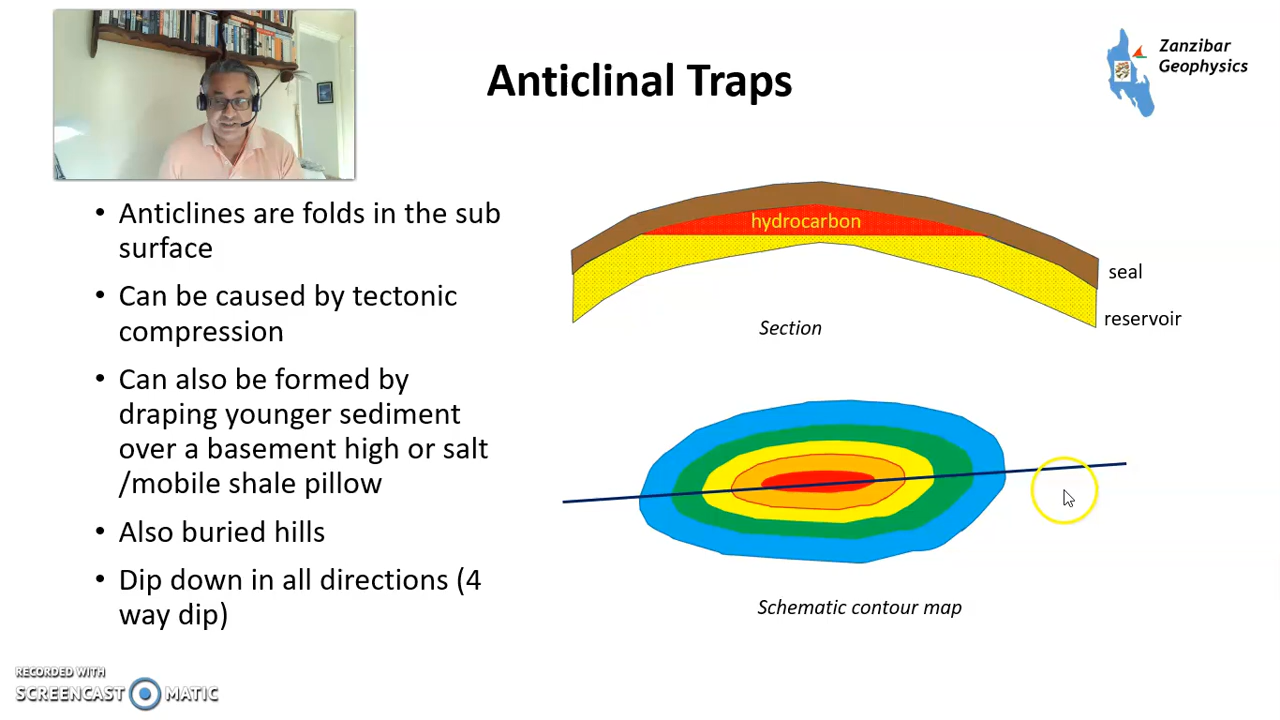 Anticlinal Traps
Zanzibar
Geophysics
• Anticlines are folds in the sub
surface
• Can be caused by tectonic
compression
• Can also be formed by
draping younger sediment
over a basement high or salt
/mobile shale pillow
• Also buried hills
• Dip down in all directions (4
way dip)
hydrocarbon
seal
reservoir
Section
Schematic contour map
RECORDED WITH
SCREENCAST MATIC